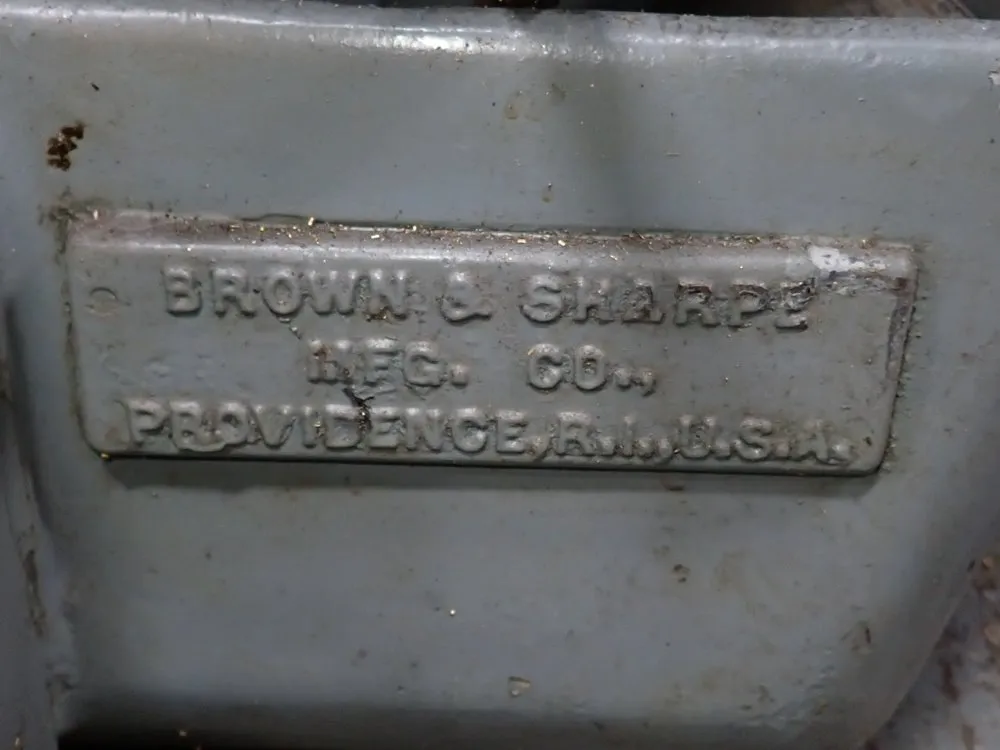 BROWN & SHARPE
MFG. CO.,
PROVIDENCE, R.I., U.S.A.